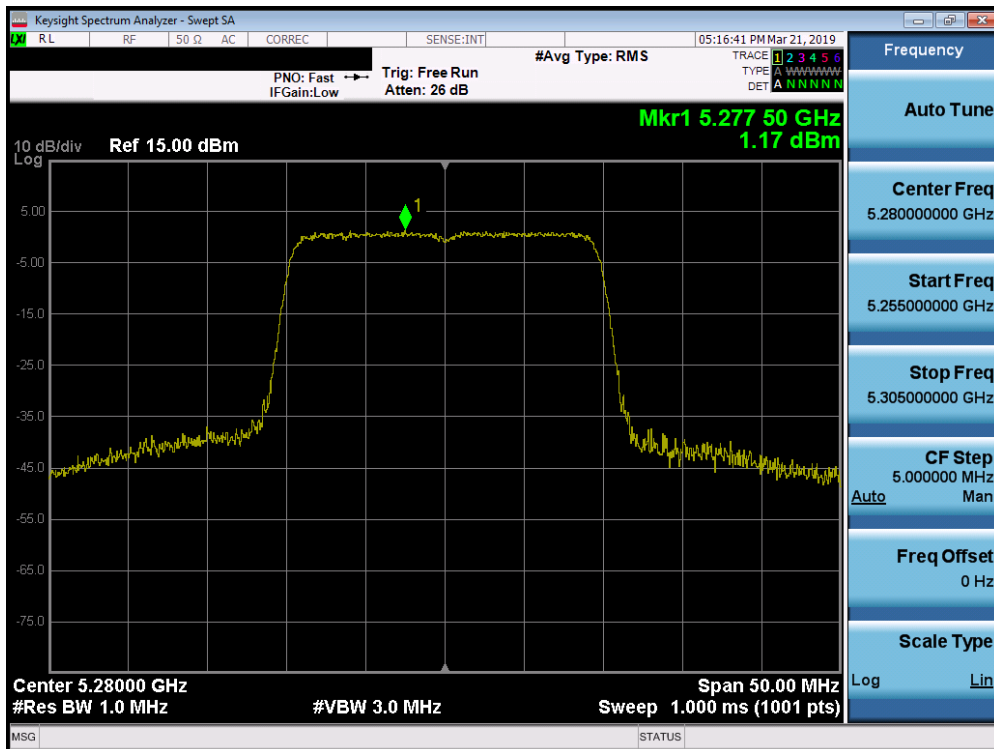 Keysight Spectrum Analyzer - Swept SA
LXI RL RF 50 Ω AC CORREC SENSE:INT 05:16:41 PM Mar 21, 2019
#Avg Type: RMS TRACE 1 2 3 4 5 6
PNO: Fast Trig: Free Run TYPE A WWWWW
IFGain:Low Atten: 26 dB DET A N N N N N
Mkr1 5.277 50 GHz
1.17 dBm
10 dB/div Ref 15.00 dBm
Log
1
5.00
-5.00
-15.0
-25.0
-35.0
-45.0
-55.0
-65.0
-75.0
Center 5.28000 GHz Span 50.00 MHz
#Res BW 1.0 MHz #VBW 3.0 MHz Sweep 1.000 ms (1001 pts)
MSG STATUS
Frequency
Auto Tune
Center Freq
5.280000000 GHz
Start Freq
5.255000000 GHz
Stop Freq
5.305000000 GHz
CF Step
5.000000 MHz
Auto Man
Freq Offset
0 Hz
Scale Type
Log Lin